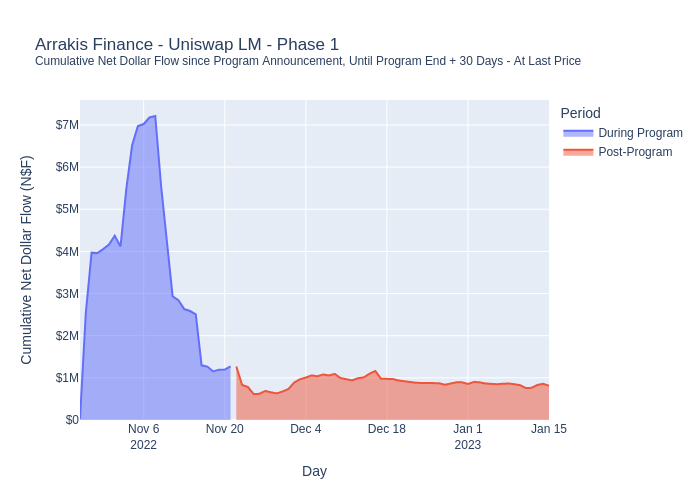 Arrakis Finance - Uniswap LM - Phase 1
Cumulative Net Dollar Flow since Program Announcement, Until Program End + 30 Days - At Last Price
Period
During Program
Post-Program
Cumulative Net Dollar Flow (N$F)
$7M
$6M
$5M
$4M
$3M
$2M
$1M
$0
Nov 6
2022
Nov 20
Dec 4
Dec 18
Jan 1
2023
Jan 15
Day